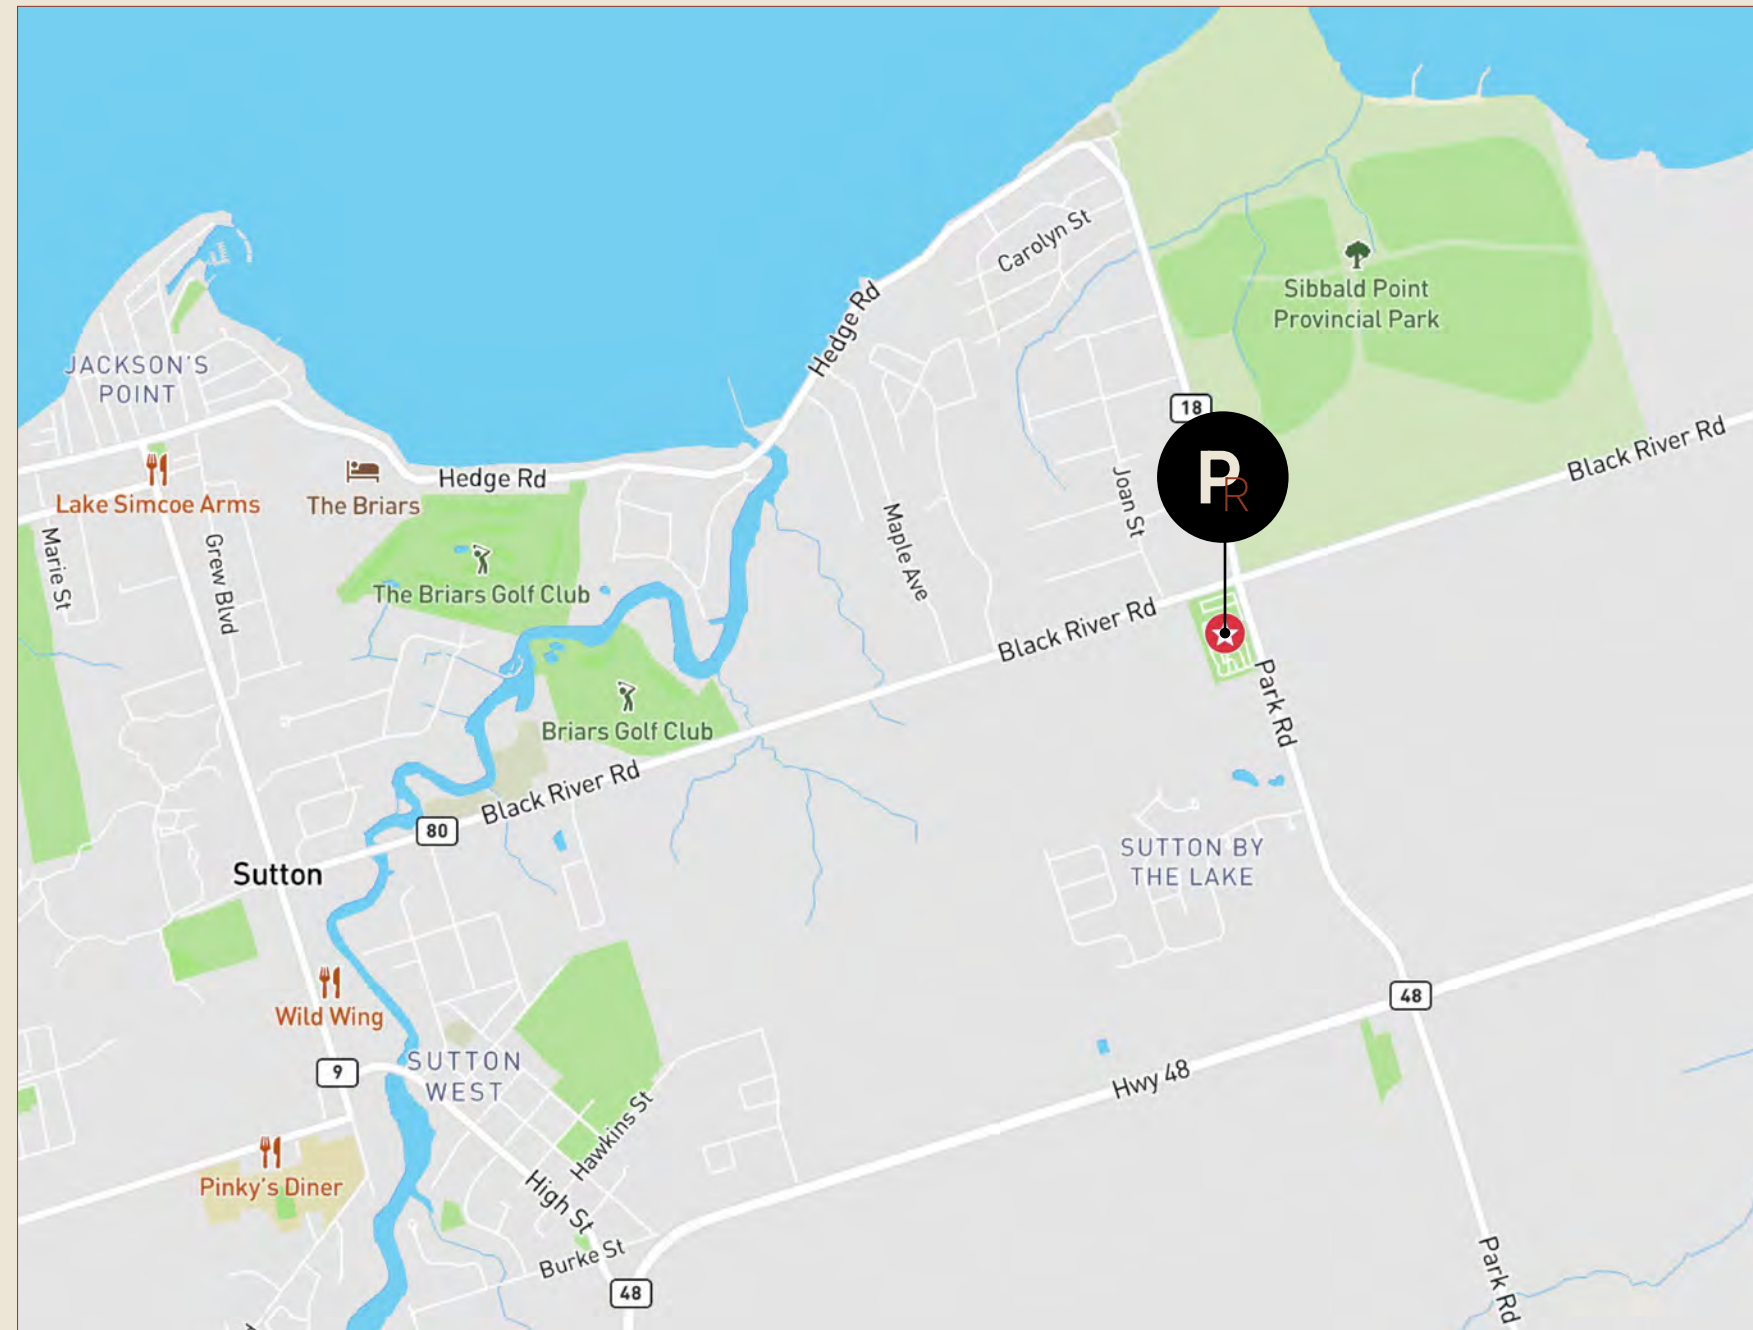 Carolyn St
Sibbald Point
Provincial Park
Hedge Rd
JACKSON'S
POINT
18
Black River Rd
PR
Lake Simcoe Arms
The Briars
Hedge Rd
Joan St
Maple Ave
Marie St
Grew Blvd
The Briars Golf Club
Black River Rd
Park Rd
Briars Golf Club
Black River Rd
80
SUTTON BY
THE LAKE
Sutton
Wild Wing
48
9
SUTTON
WEST
Hwy 48
Hawkins St
Pinky's Diner
High St
Burke St
48
Park Rd